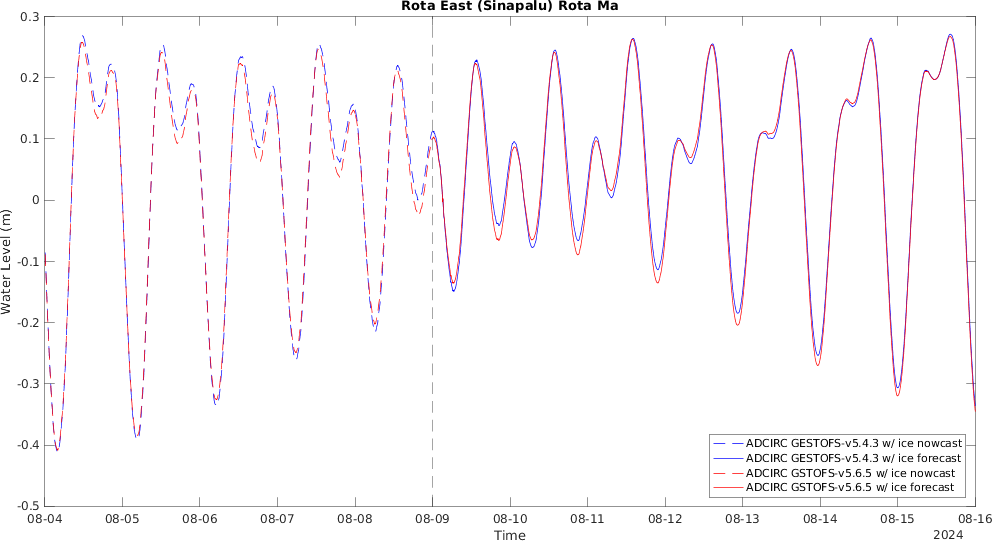 Rota East (Sinapalu) Rota Ma
0.3
0.2
0.1
0
-0.1
-0.2
-0.3
-0.4
-0.5
Water Level (m)
ADCIRC GESTOFS-v5.4.3 w/ ice nowcast
ADCIRC GESTOFS-v5.4.3 w/ ice forecast
ADCIRC GSTOFS-v5.6.5 w/ ice nowcast
ADCIRC GSTOFS-v5.6.5 w/ ice forecast
08-04 08-05 08-06 08-07 08-08 08-09 08-10 08-11 08-12 08-13 08-14 08-15 08-16
Time
2024